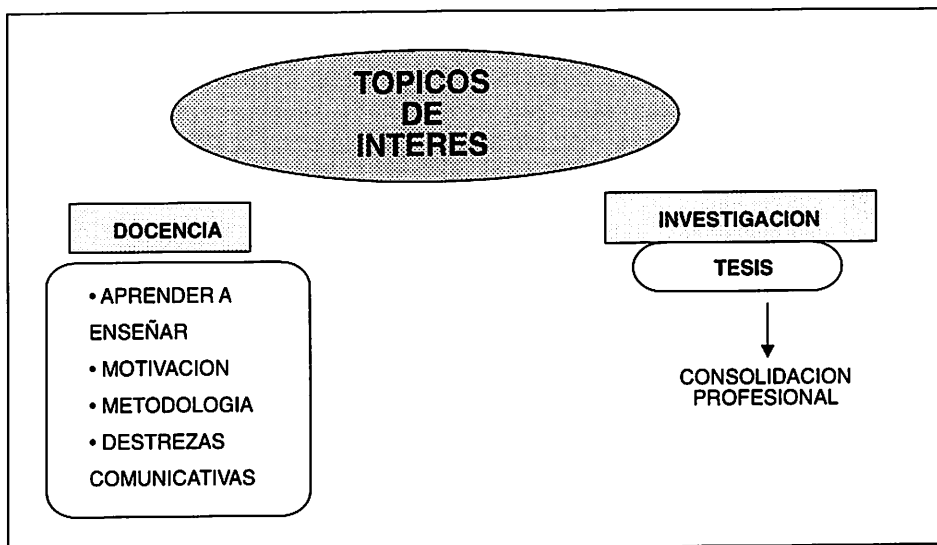 TOPICOS
DE
INTERES
DOCENCIA
• APRENDER A
ENSEÑAR
• MOTIVACION
• METODOLOGIA
• DESTREZAS
COMUNICATIVAS
INVESTIGACION
TESIS
CONSOLIDACION
PROFESIONAL